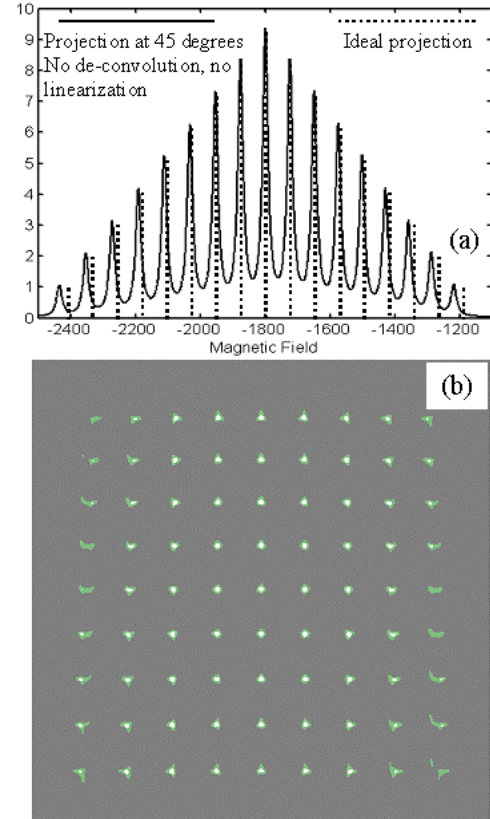 10
9
8
7
6
5
4
3
2
1
0
Projection at 45 degrees
No de-convolution, no
linearization
Ideal projection
(a)
-2400 -2200 -2000 -1800 -1600 -1400 -1200
Magnetic Field
(b)